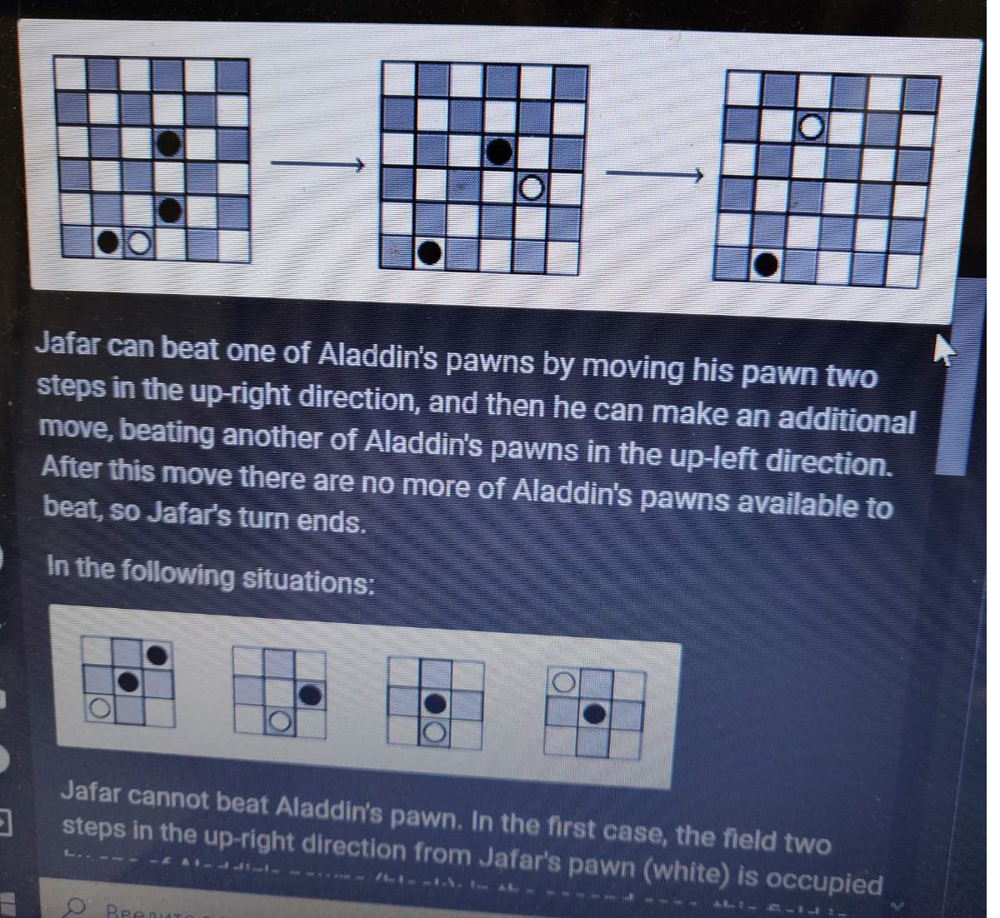 Jafar can beat one of Aladdin's pawns by moving his pawn two
steps in the up-right direction, and then he can make an additional
move, beating another of Aladdin's pawns in the up-left direction.
After this move there are no more of Aladdin's pawns available to
beat, so Jafar's turn ends.
In the following situations:
Jafar cannot beat Aladdin's pawn. In the first case, the field two
steps in the up-right direction from Jafar's pawn (white) is occupied